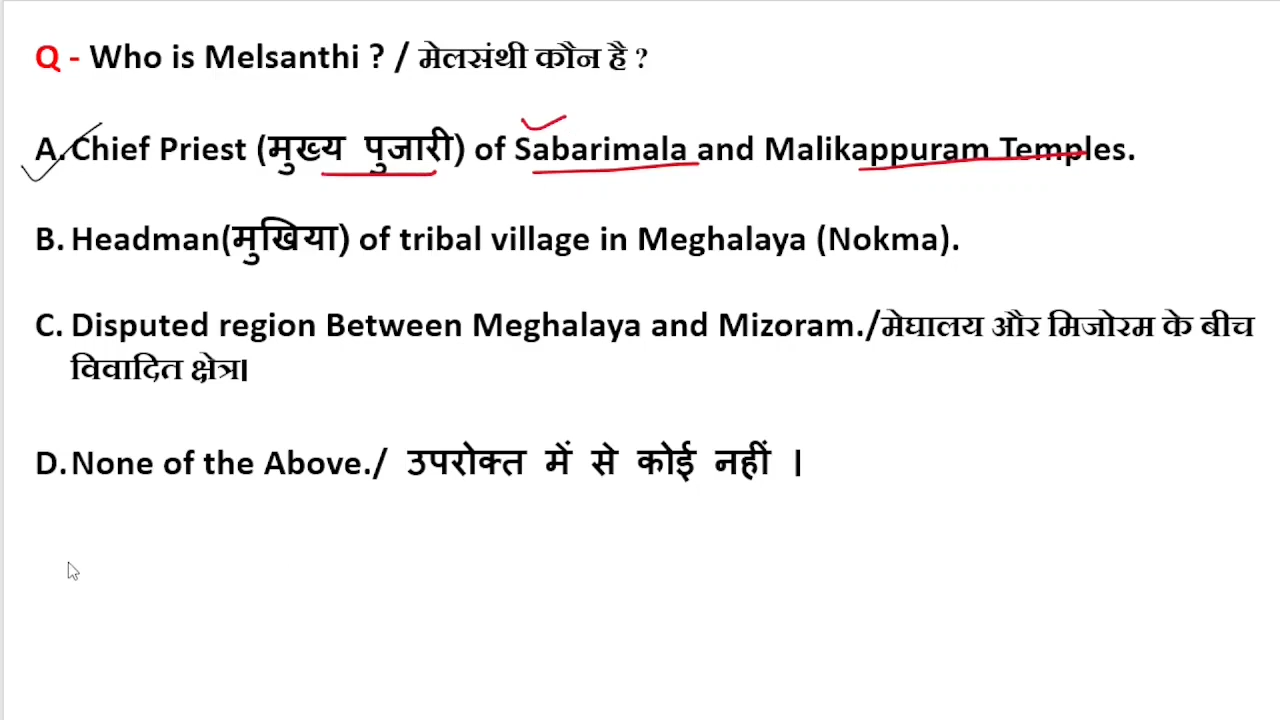 Q - Who is Melsanthi ? / मेलसंथी कौन है ?
A. Chief Priest (मुख्य पुजारी) of Sabarimala and Malikappuram Temples.
B. Headman(मुखिया) of tribal village in Meghalaya (Nokma).
C. Disputed region Between Meghalaya and Mizoram./मेघालय और मिजोरम के बीच
विवादित क्षेत्र।
D. None of the Above./ उपरोक्त में से कोई नहीं ।